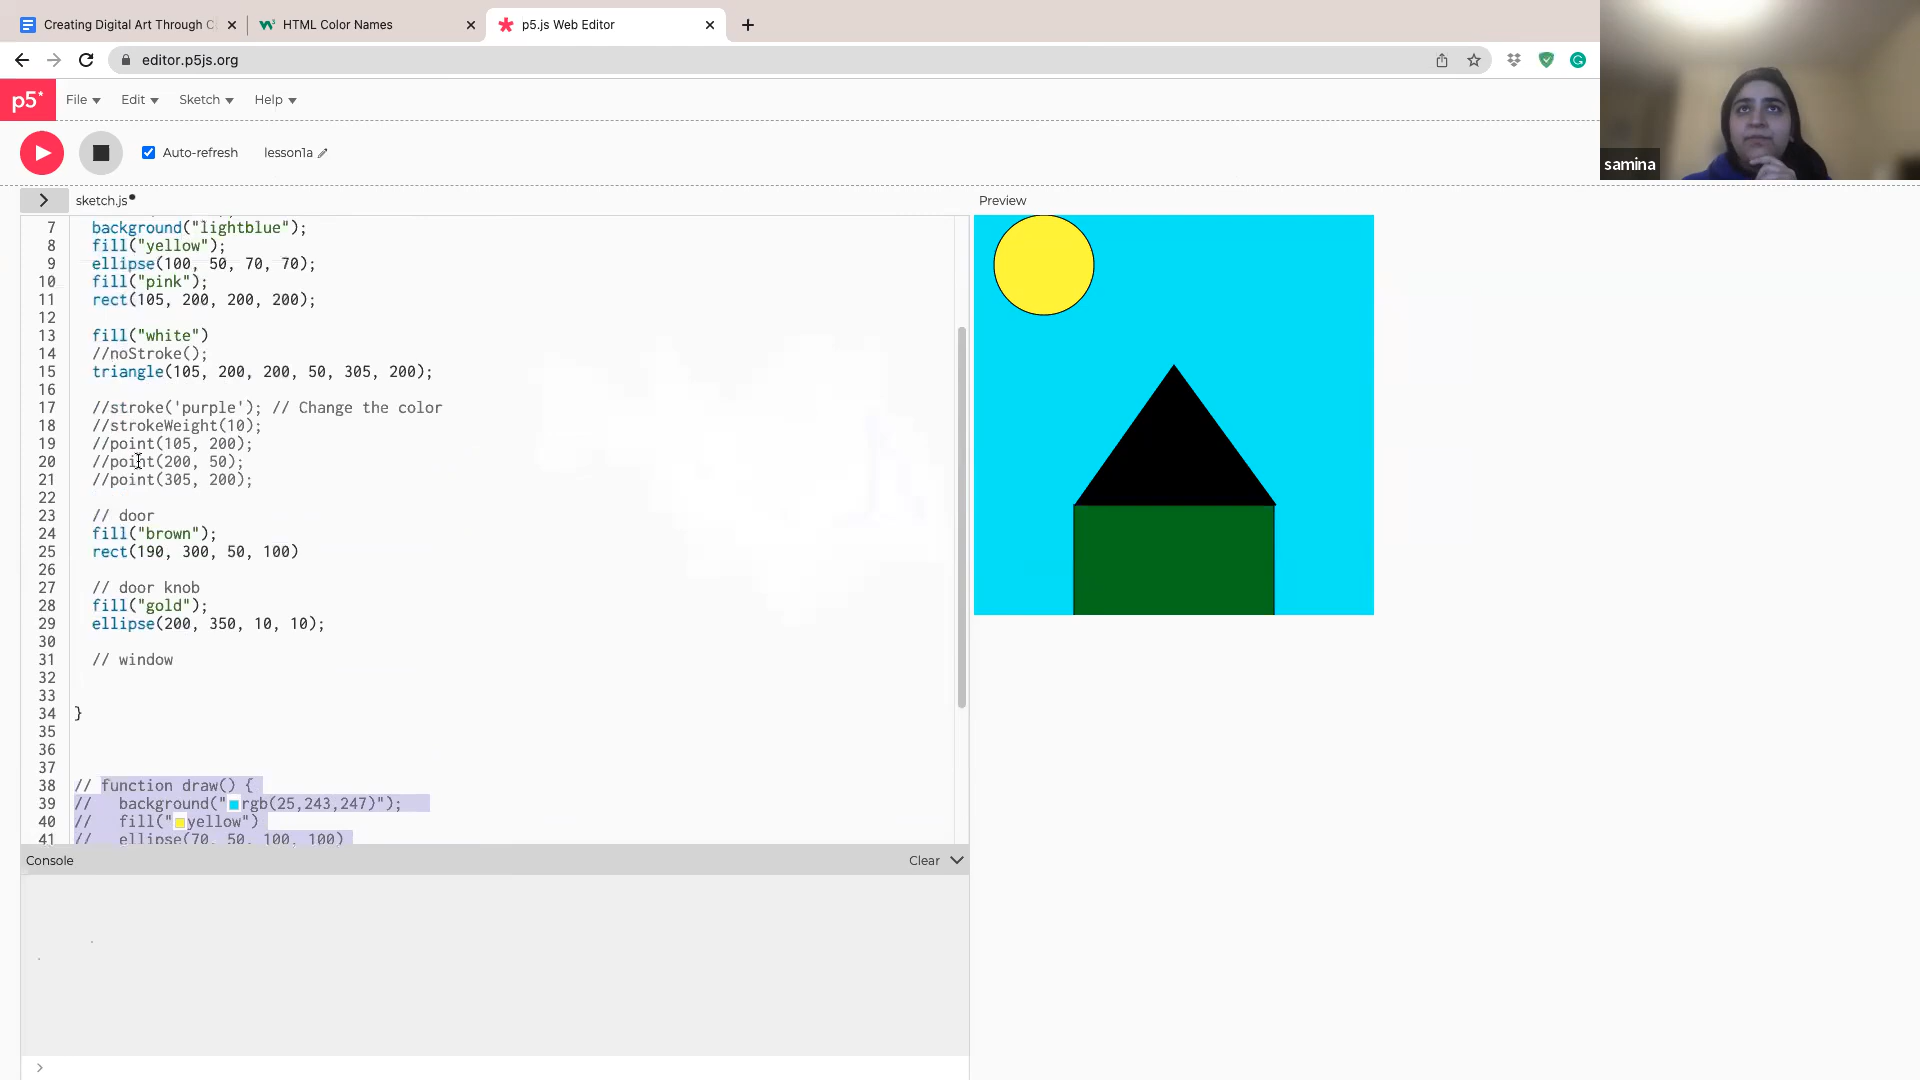 Creating Digital Art Through C
HTML Color Names
p5.js Web Editor
editor.p5js.org
p5*
File
Edit
Sketch
Help
Auto-refresh
lesson1a
samina
sketch.js
Preview
7 background("lightblue");
8 fill("yellow");
9 ellipse(100, 50, 70, 70);
10 fill("pink");
11 rect(105, 200, 200, 200);
12
13 fill("white")
14 //noStroke();
15 triangle(105, 200, 200, 50, 305, 200);
16
17 //stroke('purple'); // Change the color
18 //strokeWeight(10);
19 //point(105, 200);
20 //point(200, 50);
21 //point(305, 200);
22
23 // door
24 fill("brown");
25 rect(190, 300, 50, 100)
26
27 // door knob
28 fill("gold");
29 ellipse(200, 350, 10, 10);
30
31 // window
32
33
34 }
35
36
37
38 // function draw() {
39 // background("rgb(25,243,247)");
40 // fill("yellow")
41 // ellipse(70, 50, 100, 100)
Console
Clear
>